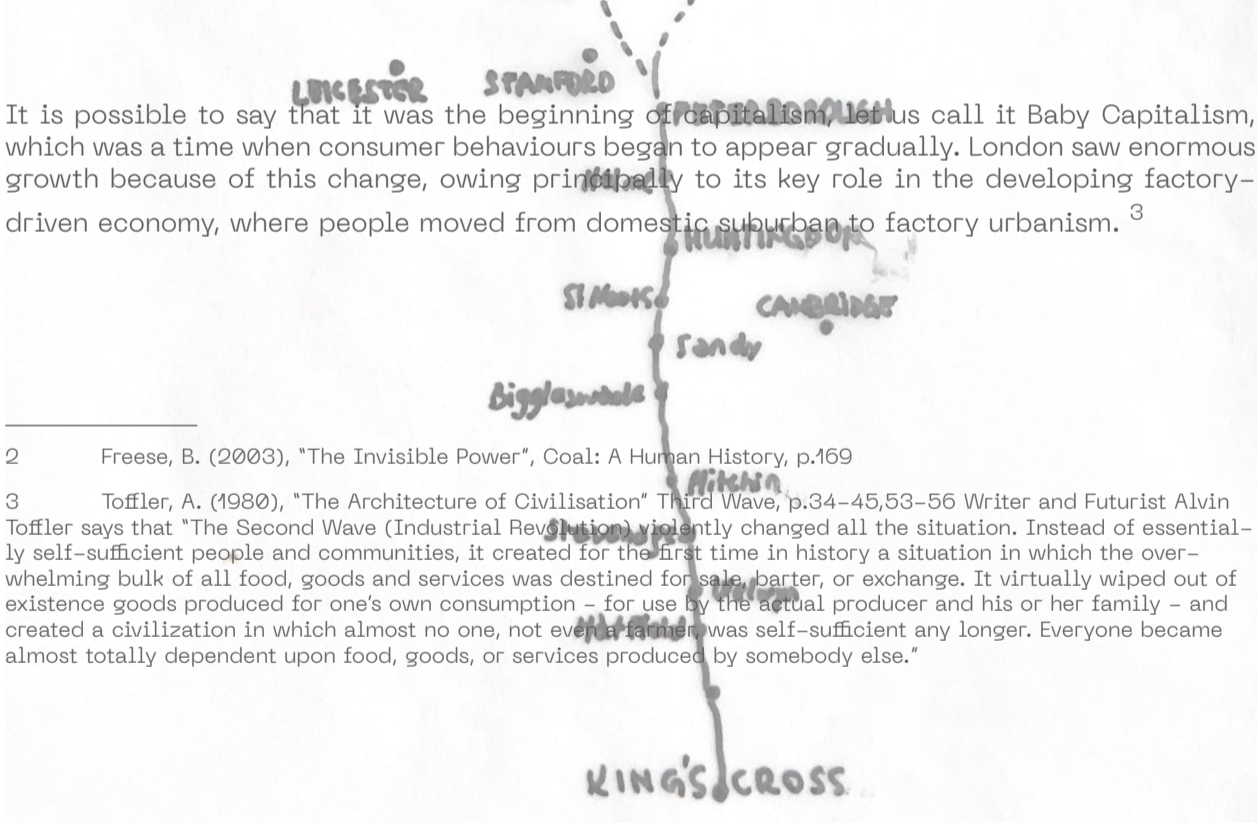 LEICESTER
STAMFORD
PETERBOROUGH
It is possible to say that it was the beginning of capitalism, let us call it Baby Capitalism,
which was a time when consumer behaviours began to appear gradually. London saw enormous
growth because of this change, owing principally to its key role in the developing factory-
driven economy, where people moved from domestic suburban to factory urbanism. 3
HUNTINGDON
St Neots
CAMBRIDGE
Sandy
Biggleswade
2 Freese, B. (2003), “The Invisible Power”, Coal: A Human History, p.169
Hitchin
3 Toffler, A. (1980), “The Architecture of Civilisation” Third Wave, p.34–45,53–56 Writer and Futurist Alvin
Toffler says that “The Second Wave (Industrial Revolution) violently changed all the situation. Instead of essential-
ly self-sufficient people and communities, it created for the first time in history a situation in which the over-
whelming bulk of all food, goods and services was destined for sale, barter, or exchange. It virtually wiped out of
existence goods produced for one’s own consumption – for use by the actual producer and his or her family – and
created a civilization in which almost no one, not even a farmer, was self-sufficient any longer. Everyone became
almost totally dependent upon food, goods, or services produced by somebody else.”
KING'S CROSS